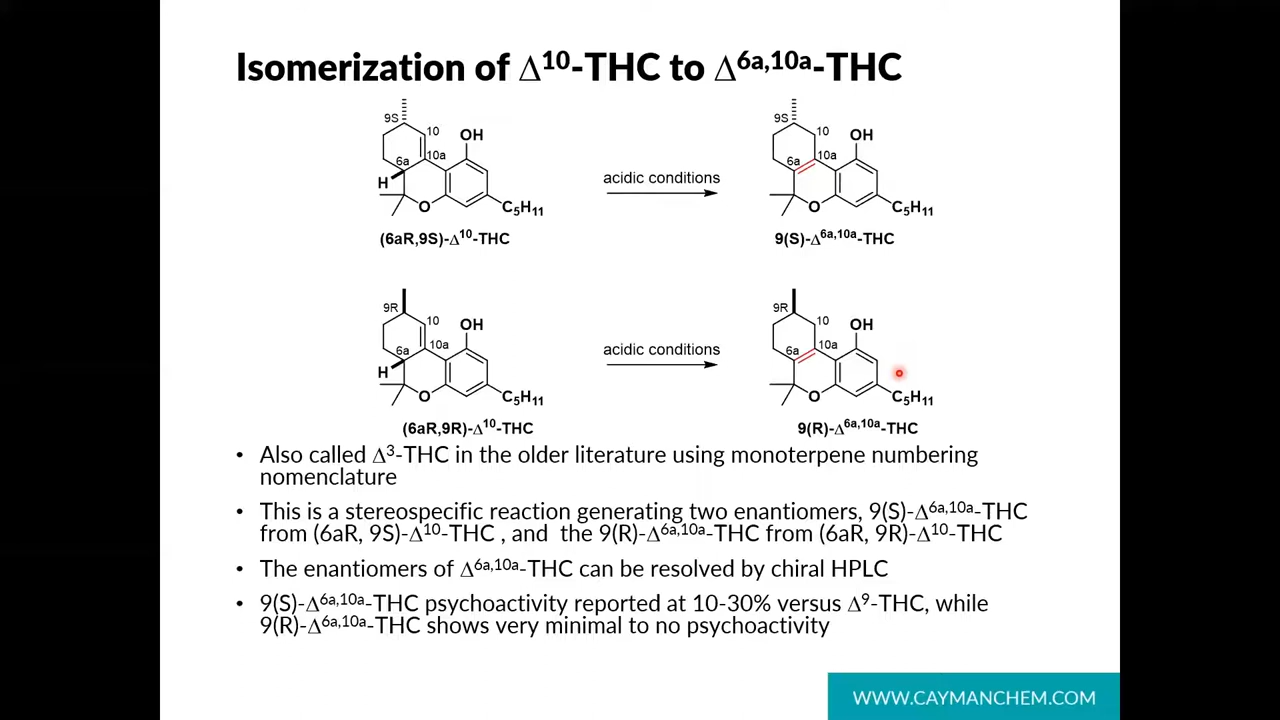 Isomerization of Δ¹⁰-THC to Δ⁶ᵃ,¹⁰ᵃ-THC
9S
10
OH
10a
6a
H
O
C₅H₁₁
(6aR,9S)-Δ¹⁰-THC
acidic conditions
9S
10
OH
10a
6a
O
C₅H₁₁
9(S)-Δ⁶ᵃ,¹⁰ᵃ-THC
9R
10
OH
10a
6a
H
O
C₅H₁₁
(6aR,9R)-Δ¹⁰-THC
acidic conditions
9R
10
OH
10a
6a
O
C₅H₁₁
9(R)-Δ⁶ᵃ,¹⁰ᵃ-THC
• Also called Δ³-THC in the older literature using monoterpene numbering
nomenclature
• This is a stereospecific reaction generating two enantiomers, 9(S)-Δ⁶ᵃ,¹⁰ᵃ-THC
from (6aR, 9S)-Δ¹⁰-THC , and the 9(R)-Δ⁶ᵃ,¹⁰ᵃ-THC from (6aR, 9R)-Δ¹⁰-THC
• The enantiomers of Δ⁶ᵃ,¹⁰ᵃ-THC can be resolved by chiral HPLC
• 9(S)-Δ⁶ᵃ,¹⁰ᵃ-THC psychoactivity reported at 10-30% versus Δ⁹-THC, while
9(R)-Δ⁶ᵃ,¹⁰ᵃ-THC shows very minimal to no psychoactivity
WWW.CAYMANCHEM.COM